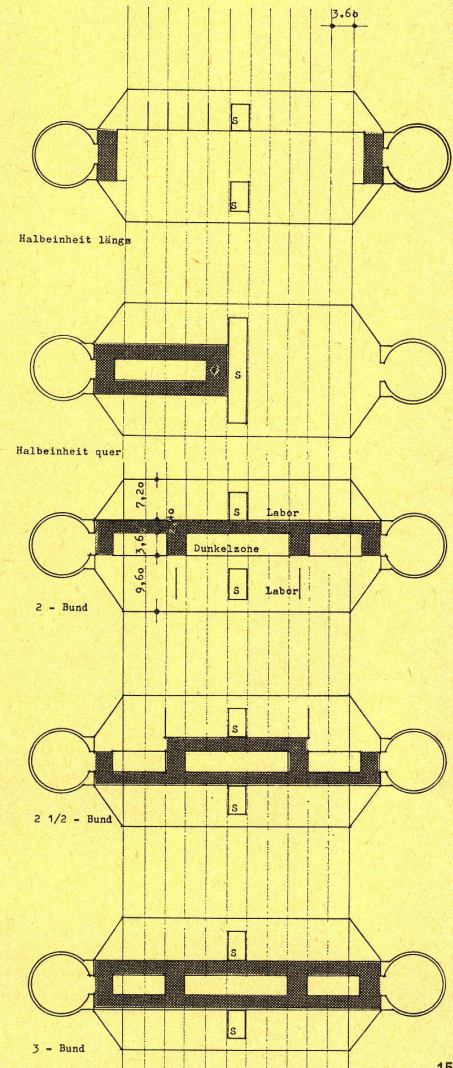 3.60
S
S
Halbeinheit längs
S
Halbeinheit quer
7,20
S
Labor
3,6
Dunkelzone
9,60
S
Labor
2 - Bund
S
2 1/2 - Bund
S
S
3 - Bund
S
15